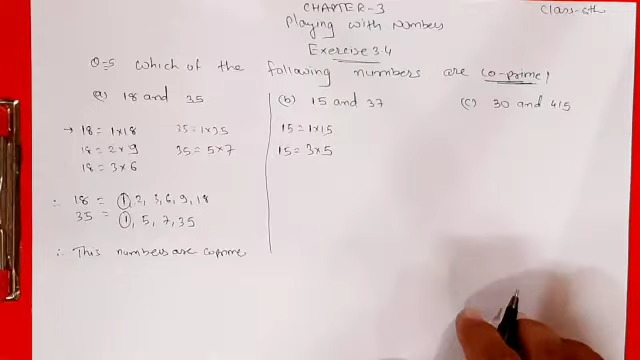 CHAPTER-3
Class-6th
Playing with Numbers
Exercise 3.4
Q=5 Which of the following numbers are co-prime?
(a) 18 and 35
(b) 15 and 37
(c) 30 and 415
→ 18 = 1×18
35 = 1×35
18 = 2×9
35 = 5×7
18 = 3×6
∴ 18 = 1, 2, 3, 6, 9, 18
35 = 1, 5, 7, 35
∴ This numbers are coprime
15 = 1×15
15 = 3×5